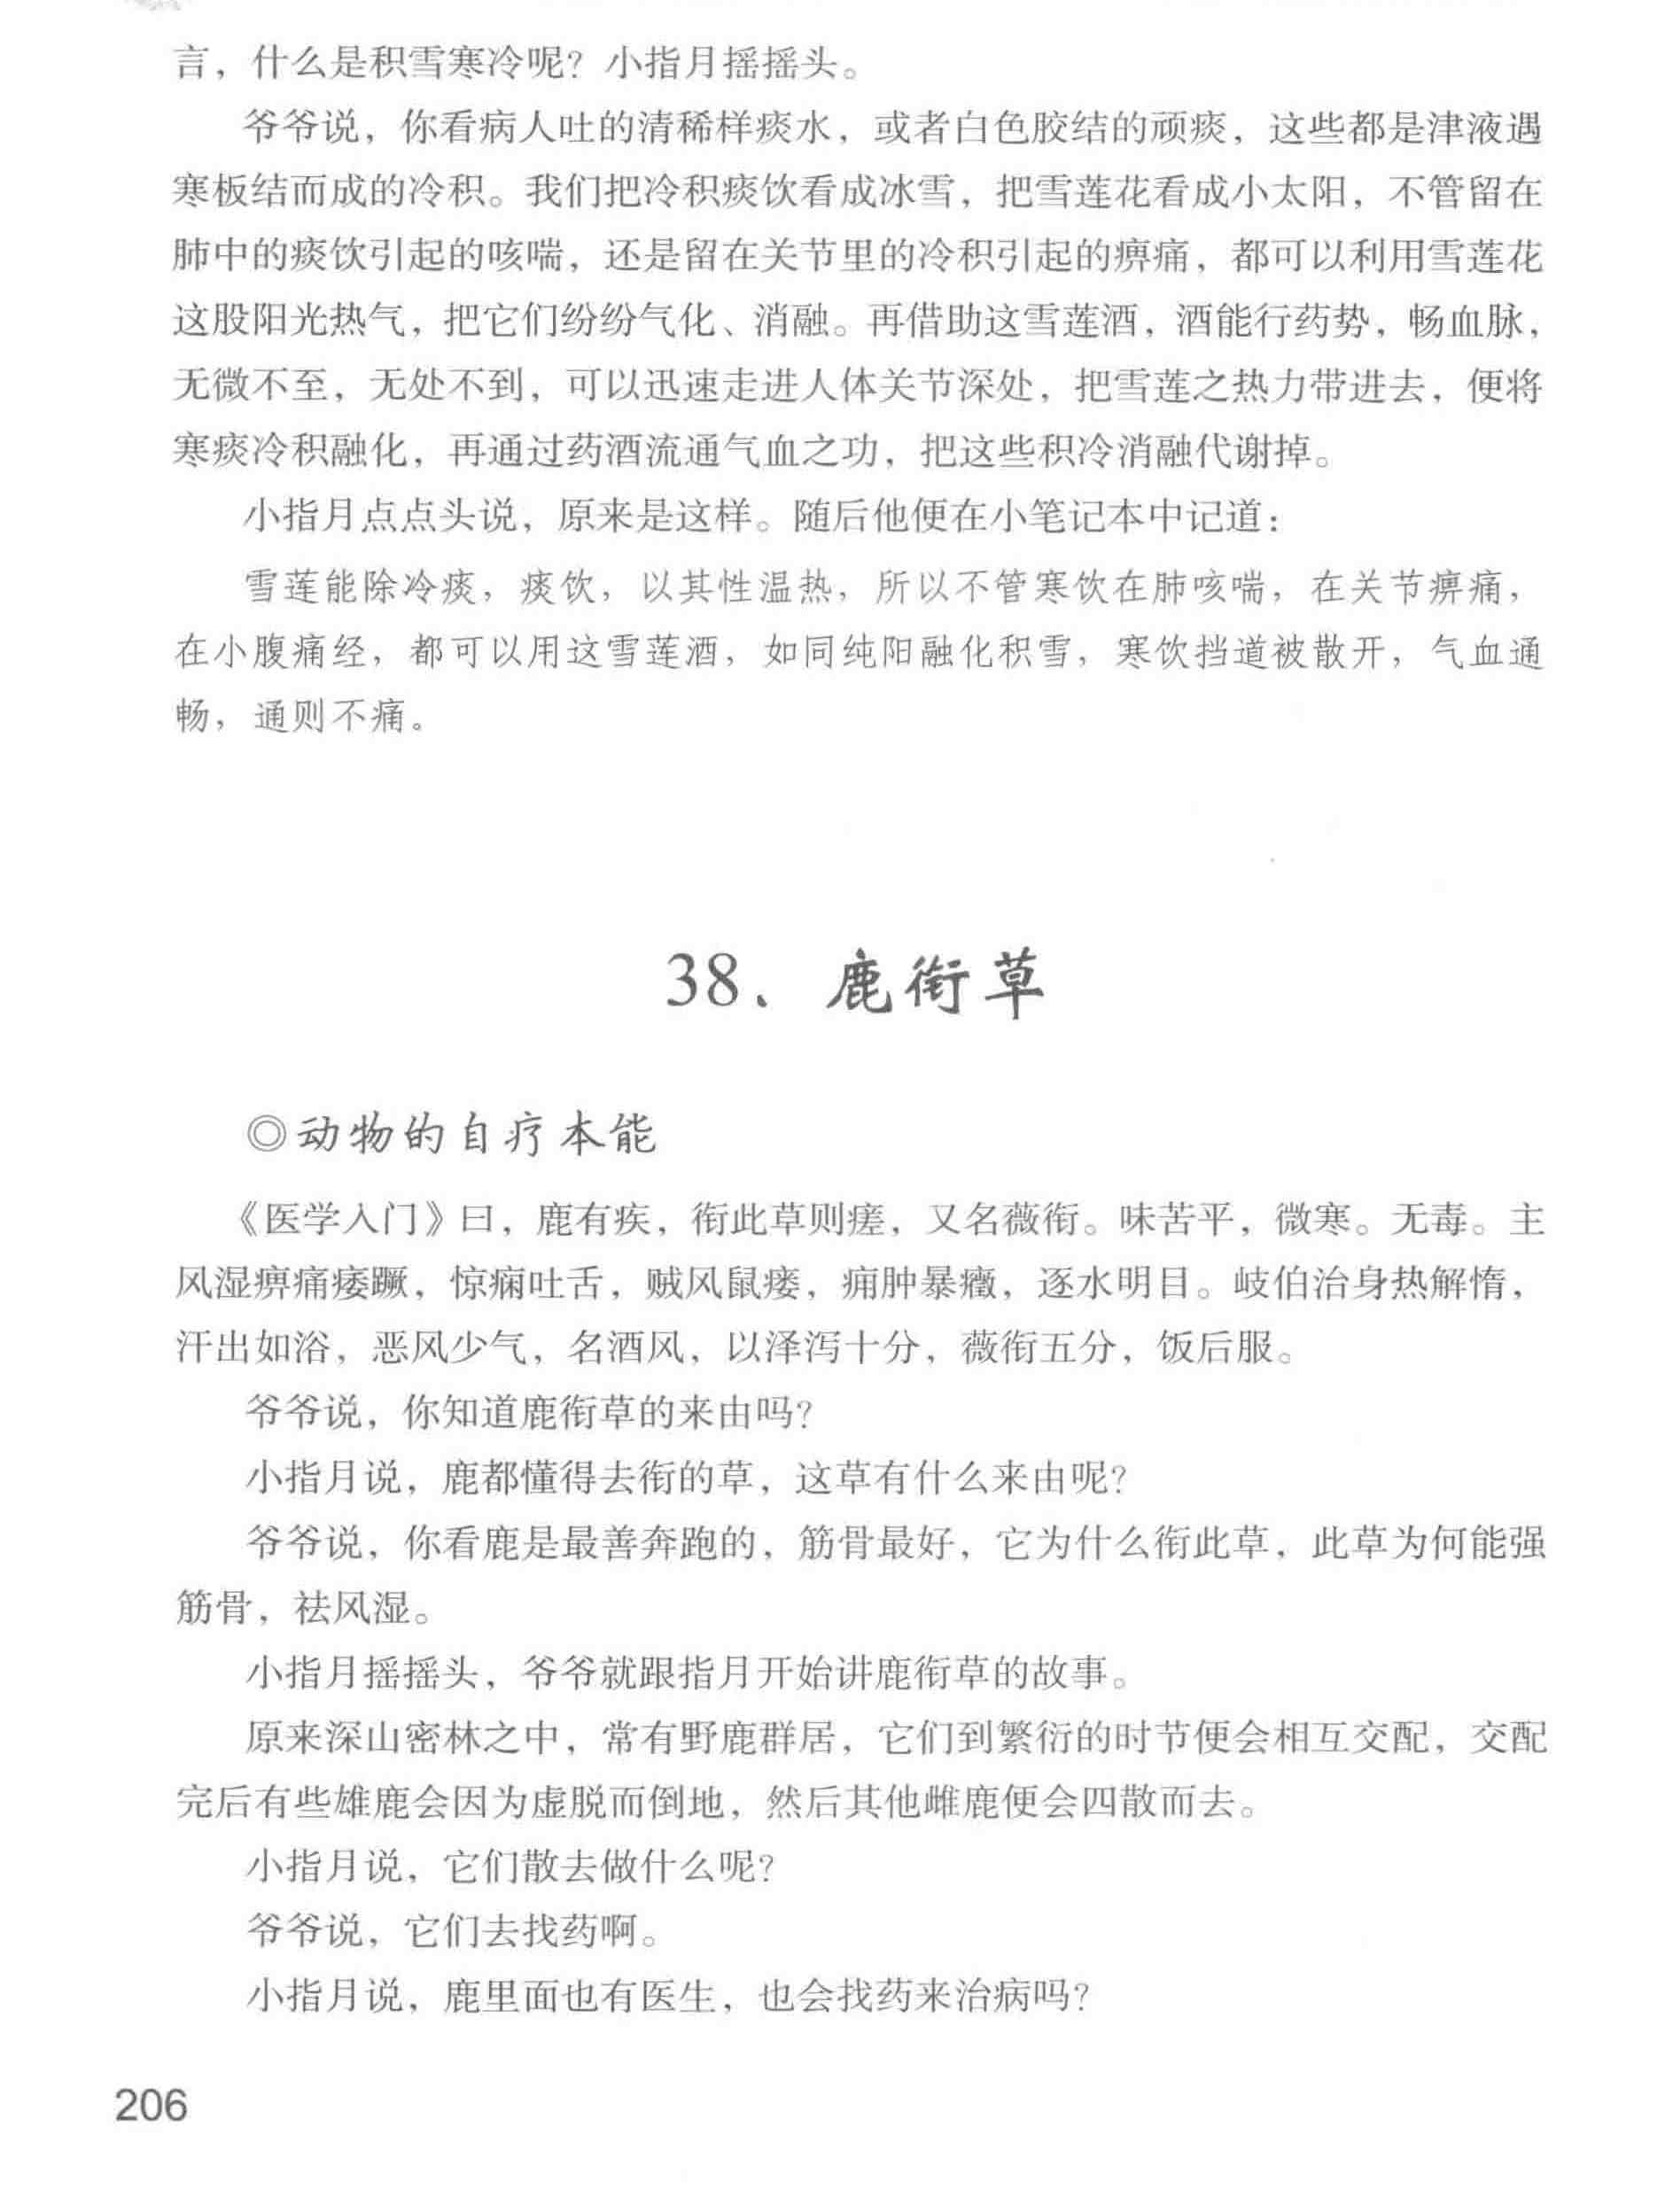 言，什么是积雪寒冷呢？小指月摇摇头。
爷爷说，你看病人吐的清稀样痰水，或者白色胶结的顽痰，这些都是津液遇
寒板结而成的冷积。我们把冷积痰饮看成冰雪，把雪莲花看成小太阳，不管留在
肺中的痰饮引起的咳喘，还是留在关节里的冷积引起的痹痛，都可以利用雪莲花
这股阳光热气，把它们纷纷气化、消融。再借助这雪莲酒，酒能行药势，畅血脉，
无微不至，无处不到，可以迅速走进人体关节深处，把雪莲之热力带进去，便将
寒痰冷积融化，再通过药酒流通气血之功，把这些积冷消融代谢掉。
小指月点点头说，原来是这样。随后他便在小笔记本中记道：
雪莲能除冷痰，痰饮，以其性温热，所以不管寒饮在肺咳喘，在关节痹痛，
在小腹痛经，都可以用这雪莲酒，如同纯阳融化积雪，寒饮挡道被散开，气血通
畅，通则不痛。
38、鹿衔草
◎动物的自疗本能
《医学入门》曰，鹿有疾，衔此草则瘥，又名薇衔。味苦平，微寒。无毒。主
风湿痹痛痿蹶，惊痫吐舌，贼风鼠瘘，痈肿暴癥，逐水明目。岐伯治身热解惰，
汗出如浴，恶风少气，名酒风，以泽泻十分，薇衔五分，饭后服。
爷爷说，你知道鹿衔草的来由吗？
小指月说，鹿都懂得去衔的草，这草有什么来由呢？
爷爷说，你看鹿是最善奔跑的，筋骨最好，它为什么衔此草，此草为何能强
筋骨，祛风湿。
小指月摇摇头，爷爷就跟指月开始讲鹿衔草的故事。
原来深山密林之中，常有野鹿群居，它们到繁衍的时节便会相互交配，交配
完后有些雄鹿会因为虚脱而倒地，然后其他雌鹿便会四散而去。
小指月说，它们散去做什么呢？
爷爷说，它们去找药啊。
小指月说，鹿里面也有医生，也会找药来治病吗？
206